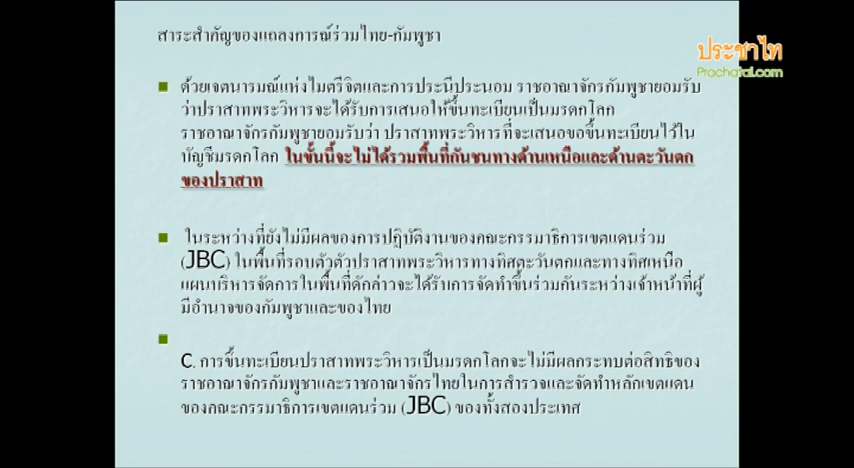 สาระสำคัญของแถลงการณ์ร่วมไทย-กัมพูชา
ประชาไท
Prachatai.com
ด้วยเจตนารมณ์แห่งไมตรีจิตและการประนีประนอม ราชอาณาจักรกัมพูชายอมรับ
ว่าปราสาทพระวิหารจะได้รับการเสนอให้ขึ้นทะเบียนเป็นมรดกโลก
ราชอาณาจักรกัมพูชายอมรับว่า ปราสาทพระวิหารที่จะเสนอขอขึ้นทะเบียนไว้ใน
บัญชีมรดกโลก ในขั้นนี้จะไม่ได้รวมพื้นที่กันชนทางด้านเหนือและด้านตะวันตก
ของปราสาท
ในระหว่างที่ยังไม่มีผลของการปฏิบัติงานของคณะกรรมาธิการเขตแดนร่วม
(JBC) ในพื้นที่รอบตัวตัวปราสาทพระวิหารทางทิศตะวันตกและทางทิศเหนือ
แผนบริหารจัดการในพื้นที่ดังกล่าวจะได้รับการจัดทำขึ้นร่วมกันระหว่างเจ้าหน้าที่ผู้
มีอำนาจของกัมพูชาและของไทย
C. การขึ้นทะเบียนปราสาทพระวิหารเป็นมรดกโลกจะไม่มีผลกระทบต่อสิทธิของ
ราชอาณาจักรกัมพูชาและราชอาณาจักรไทยในการสำรวจและจัดทำหลักเขตแดน
ของคณะกรรมาธิการเขตแดนร่วม (JBC) ของทั้งสองประเทศ